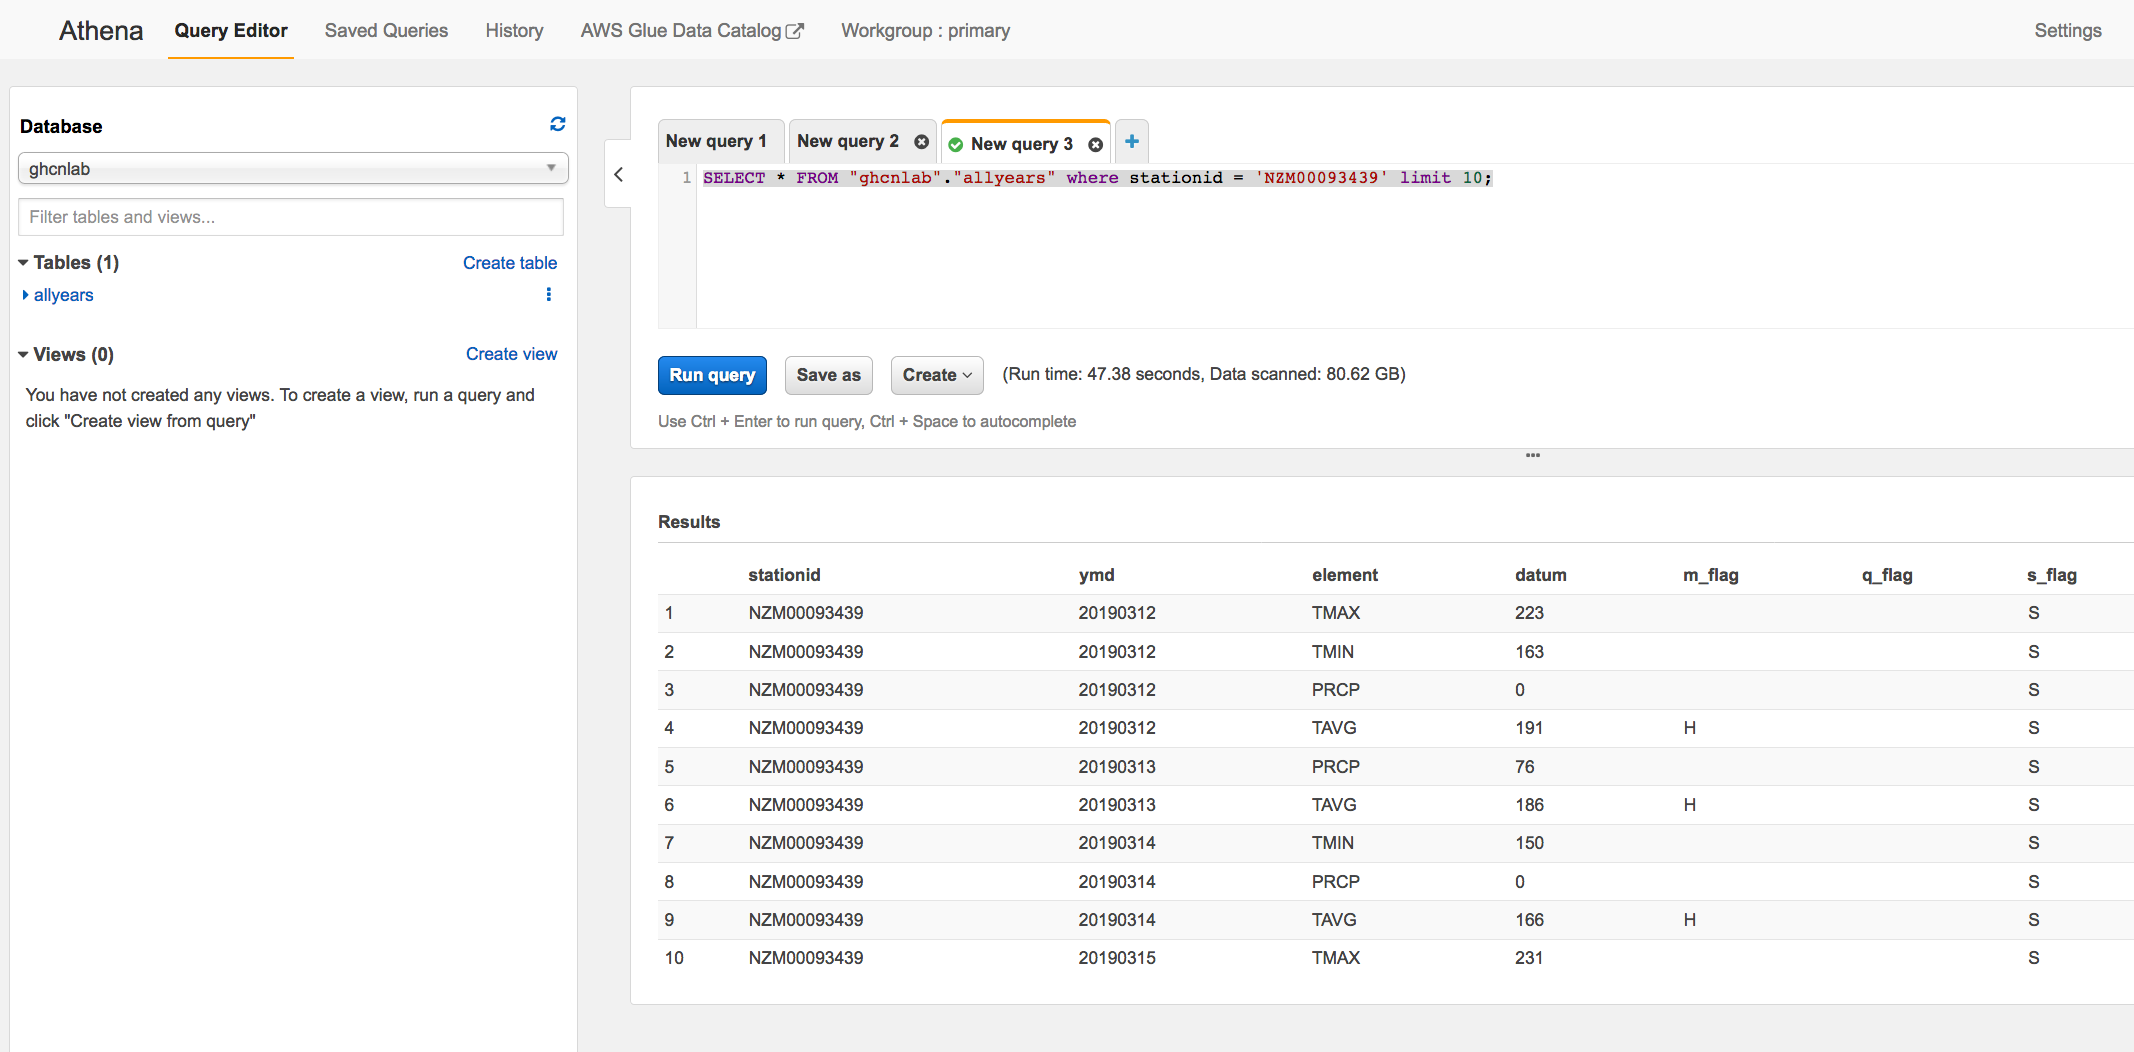 Athena Query Editor Saved Queries History AWS Glue Data Catalog Workgroup : primary Settings
Database
ghcnlab
Filter tables and views...
Tables (1) Create table
allyears
Views (0) Create view
You have not created any views. To create a view, run a query and
click "Create view from query"
New query 1 New query 2 New query 3
1 SELECT * FROM "ghcnlab"."allyears" where stationid = 'NZM00093439' limit 10;
Run query Save as Create (Run time: 47.38 seconds, Data scanned: 80.62 GB)
Use Ctrl + Enter to run query, Ctrl + Space to autocomplete
Results
stationid ymd element datum m_flag q_flag s_flag
1 NZM00093439 20190312 TMAX 223 S
2 NZM00093439 20190312 TMIN 163 S
3 NZM00093439 20190312 PRCP 0 S
4 NZM00093439 20190312 TAVG 191 H S
5 NZM00093439 20190313 PRCP 76 S
6 NZM00093439 20190313 TAVG 186 H S
7 NZM00093439 20190314 TMIN 150 S
8 NZM00093439 20190314 PRCP 0 S
9 NZM00093439 20190314 TAVG 166 H S
10 NZM00093439 20190315 TMAX 231 S